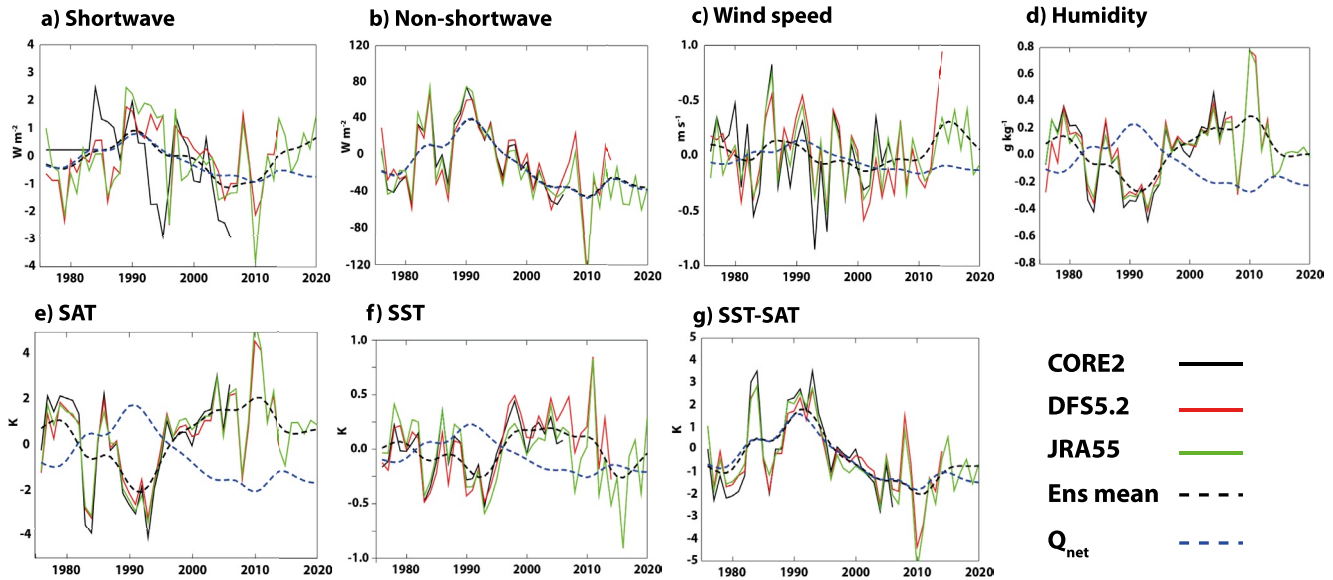 a) Shortwave
b) Non-shortwave
c) Wind speed
d) Humidity
4
3
2
1
0
-1
-2
-3
-4
W m⁻²
1980 1990 2000 2010 2020
120
80
40
0
-40
-80
-120
W m⁻²
1980 1990 2000 2010 2020
1.0
-0.5
0.0
-0.5
-1.0
m s⁻¹
1980 1990 2000 2010 2020
0.8
0.6
0.4
0.2
0.0
-0.2
-0.4
-0.6
-0.8
g kg⁻¹
1980 1990 2000 2010 2020
e) SAT
f) SST
g) SST-SAT
4
2
0
-2
-4
K
1980 1990 2000 2010 2020
1.0
0.5
0.0
-0.5
-1.0
K
1980 1990 2000 2010 2020
5
4
3
2
1
0
-1
-2
-3
-4
-5
K
1980 1990 2000 2010 2020
CORE2
DFS5.2
JRA55
Ens mean
Qnet